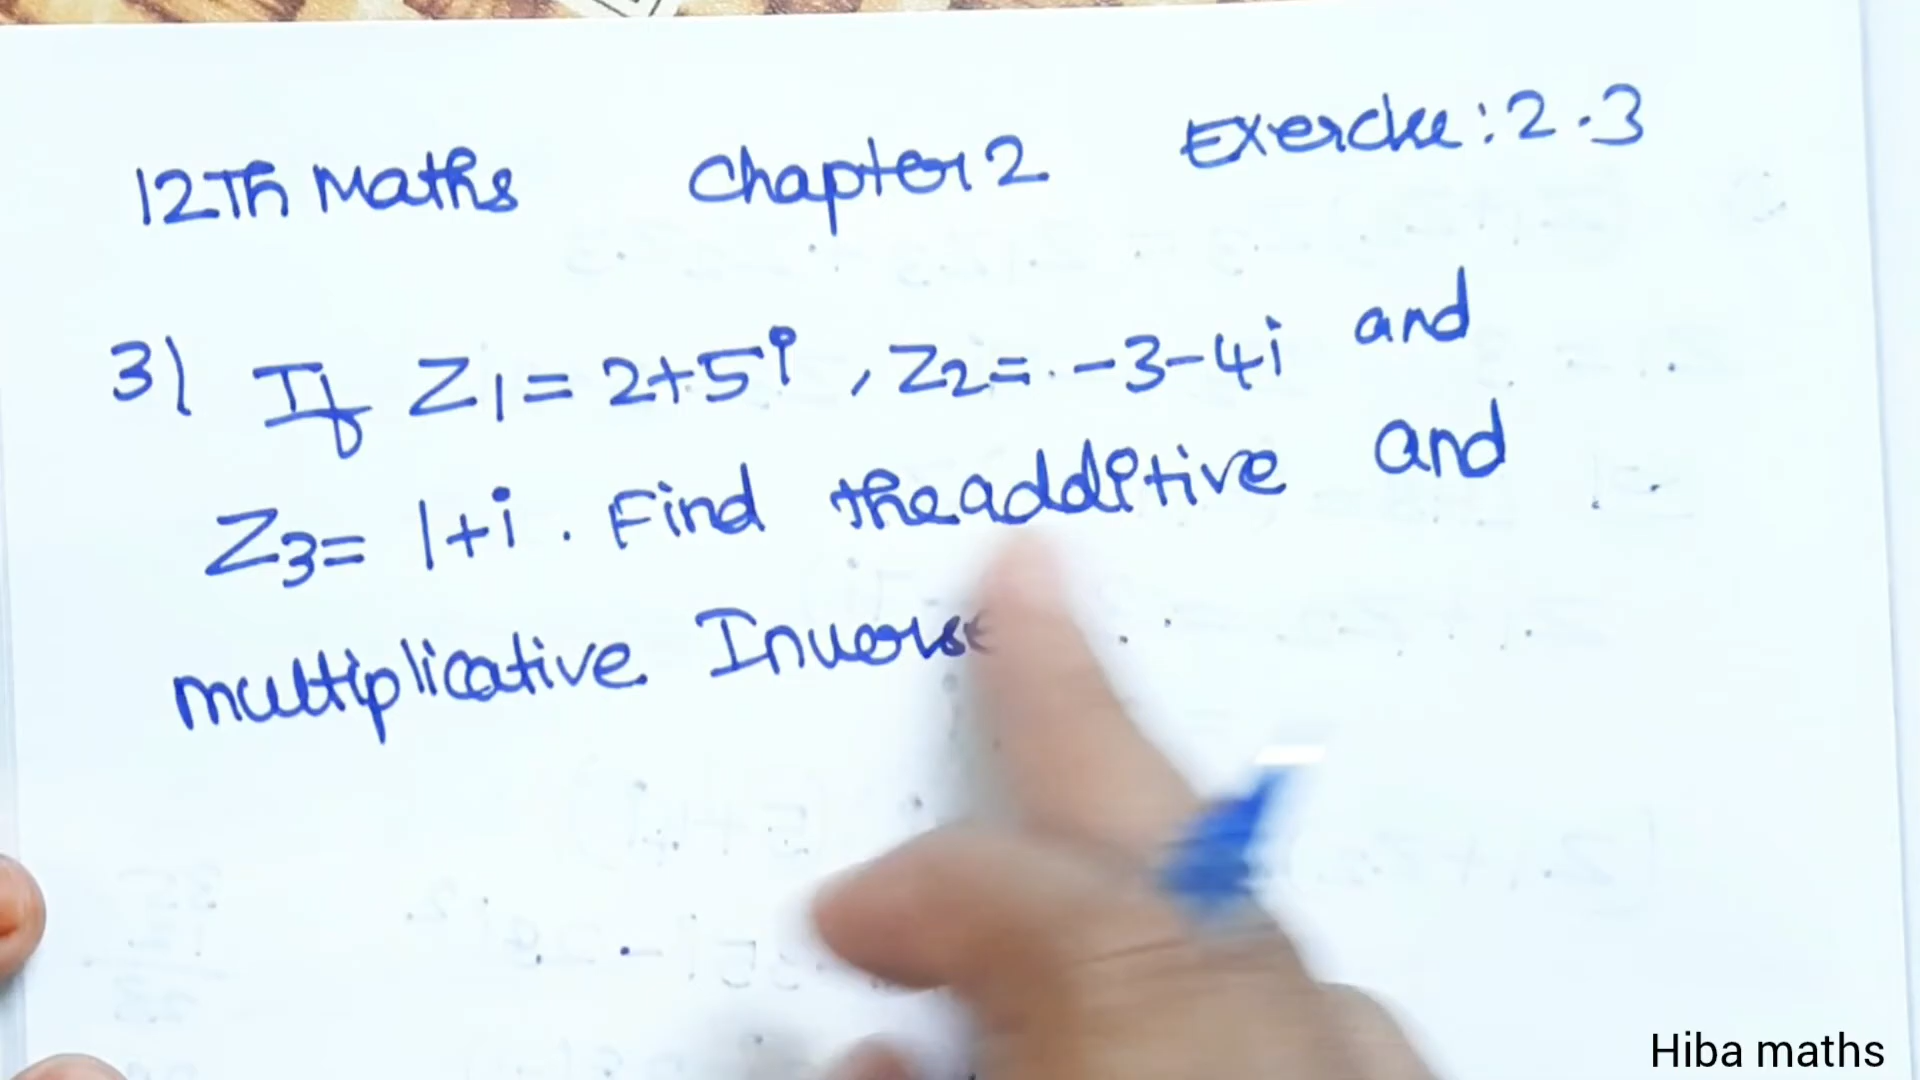 12Th Maths Chapter 2 Exercise: 2.3
3) If Z1 = 2+5i, Z2 = -3-4i and
Z3 = 1+i. Find the additive and
multiplicative Inverse
Hiba maths